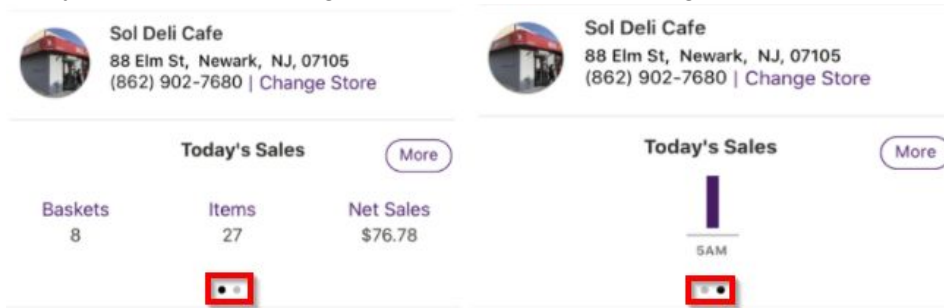 Sol Deli Cafe
88 Elm St, Newark, NJ, 07105
(862) 902-7680 | Change Store
Today's Sales
More
Baskets Items Net Sales
8 27 $76.78
Sol Deli Cafe
88 Elm St, Newark, NJ, 07105
(862) 902-7680 | Change Store
Today's Sales
More
5AM